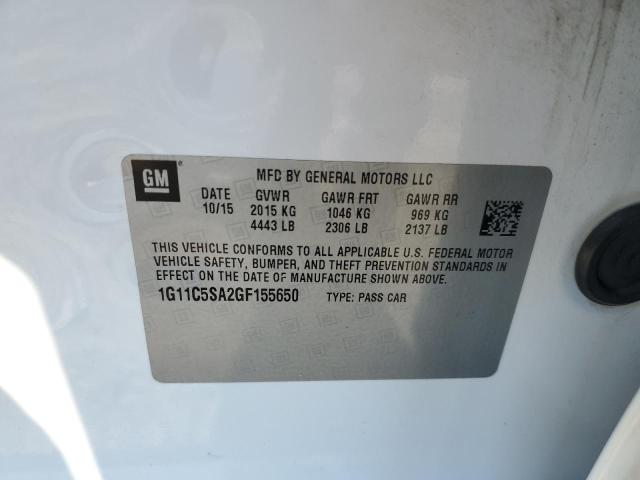 GM
MFD BY GENERAL MOTORS LLC
DATE GVWR GAWR FRT GAWR RR
10/15 2015 KG 1046 KG 969 KG
4443 LB 2306 LB 2137 LB
THIS VEHICLE CONFORMS TO ALL APPLICABLE U.S. FEDERAL MOTOR
VEHICLE SAFETY, BUMPER, AND THEFT PREVENTION STANDARDS IN
EFFECT ON THE DATE OF MANUFACTURE SHOWN ABOVE.
1G11C5SA2GF155650 TYPE: PASS CAR